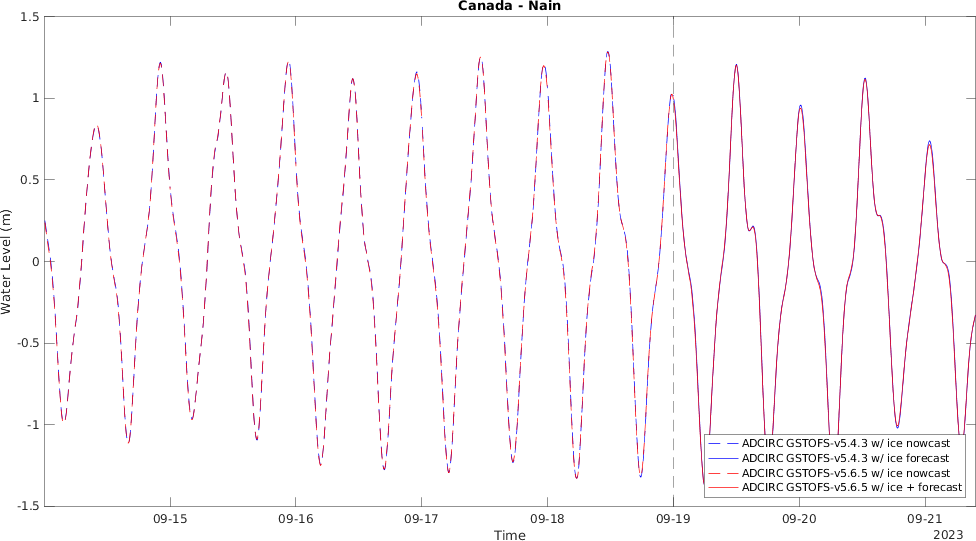 Canada - Nain
1.5
1
0.5
0
-0.5
-1
-1.5
Water Level (m)
ADCIRC GSTOFS-v5.4.3 w/ ice nowcast
ADCIRC GSTOFS-v5.4.3 w/ ice forecast
ADCIRC GSTOFS-v5.6.5 w/ ice nowcast
ADCIRC GSTOFS-v5.6.5 w/ ice + forecast
09-15
09-16
09-17
09-18
09-19
09-20
09-21
Time
2023